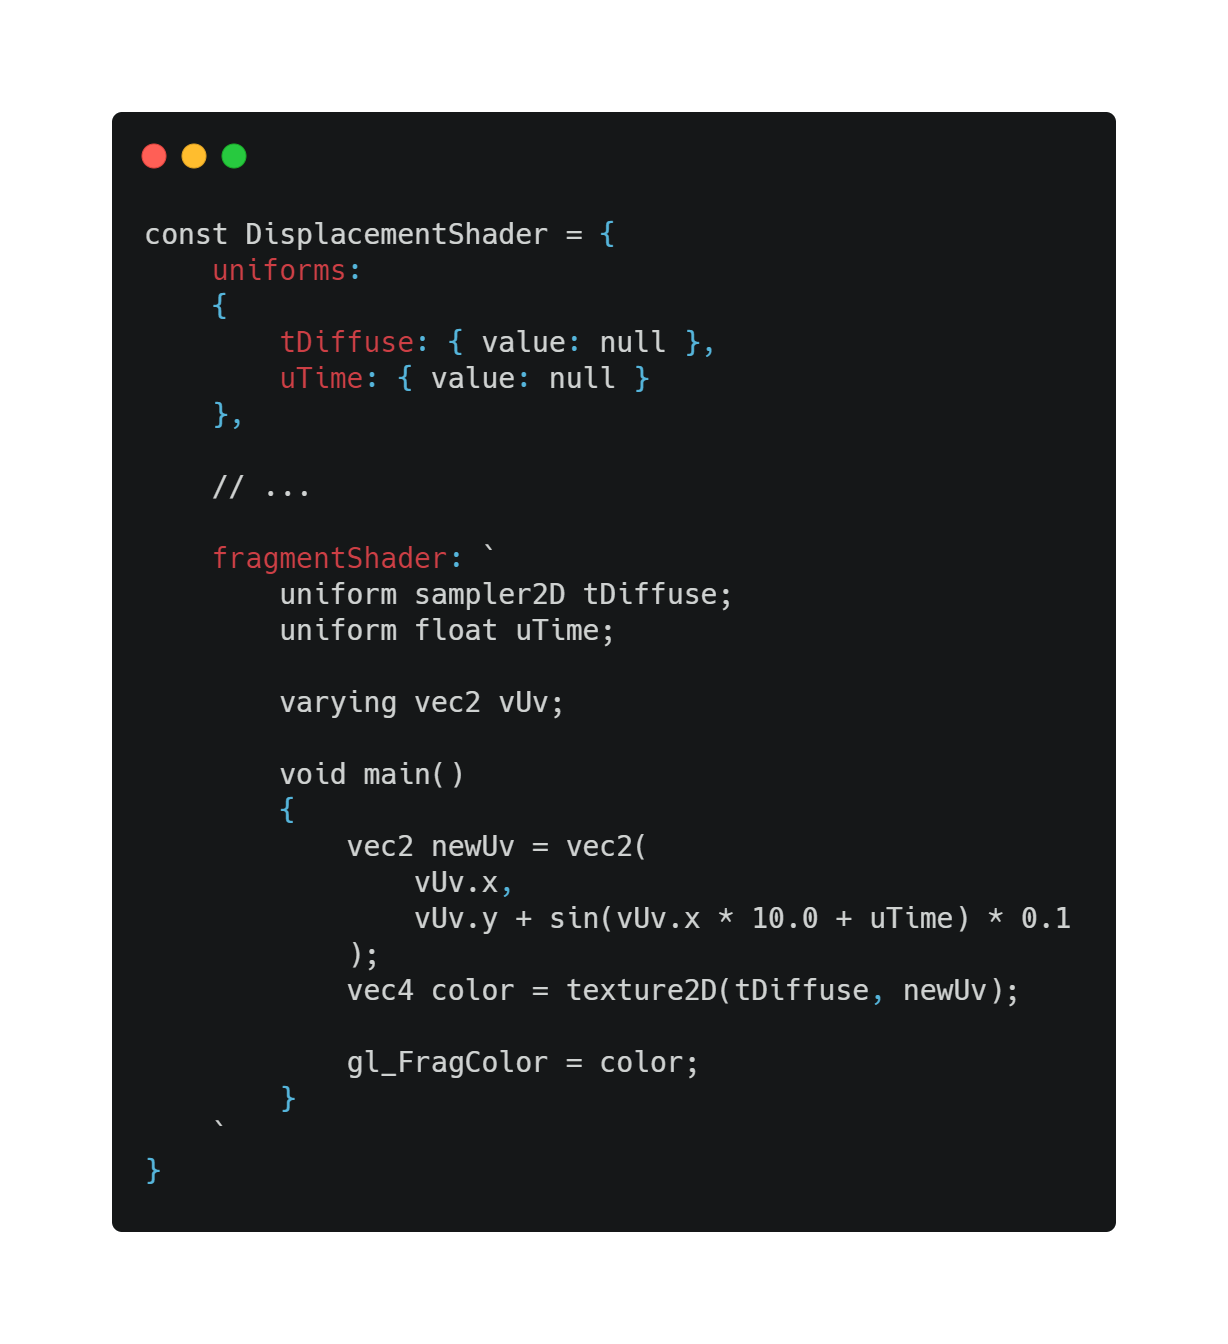 const DisplacementShader = {
    uniforms:
    {
        tDiffuse: { value: null },
        uTime: { value: null }
    },

    // ...

    fragmentShader: `
        uniform sampler2D tDiffuse;
        uniform float uTime;

        varying vec2 vUv;

        void main()
        {
            vec2 newUv = vec2(
                vUv.x,
                vUv.y + sin(vUv.x * 10.0 + uTime) * 0.1
            );
            vec4 color = texture2D(tDiffuse, newUv);

            gl_FragColor = color;
        }
    `
}